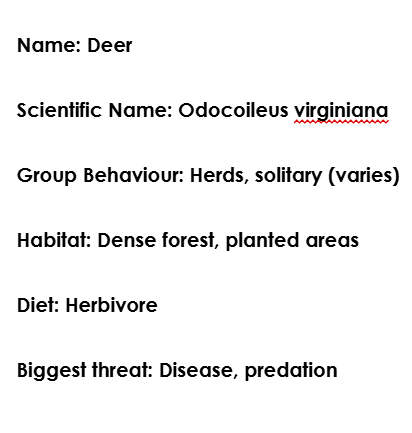 Name: Deer
Scientific Name: Odocoileus virginiana
Group Behaviour: Herds, solitary (varies)
Habitat: Dense forest, planted areas
Diet: Herbivore
Biggest threat: Disease, predation